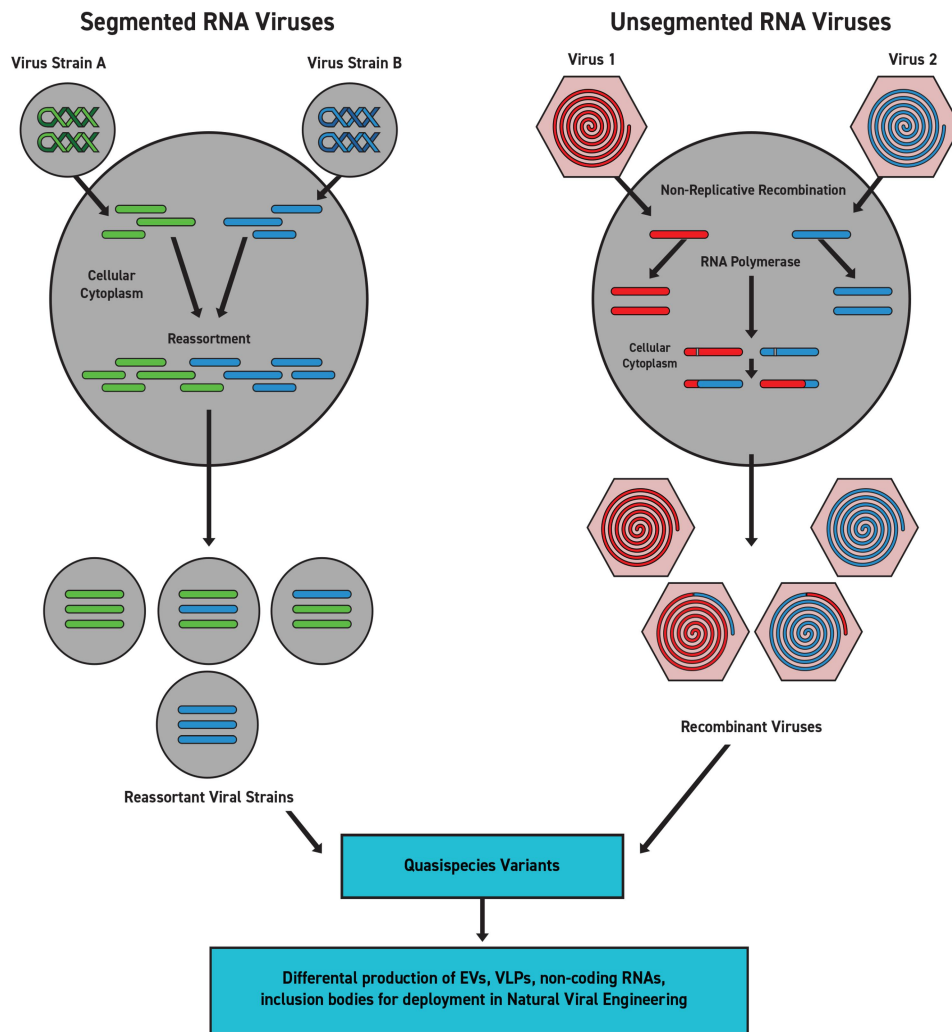 Segmented RNA Viruses
Virus Strain A
Virus Strain B
Cellular
Cytoplasm
Reassortment
Reassortant Viral Strains
Unsegmented RNA Viruses
Virus 1
Virus 2
Non-Replicative Recombination
RNA Polymerase
Cellular
Cytoplasm
Recombinant Viruses
Quasispecies Variants
Differental production of EVs, VLPs, non-coding RNAs,
inclusion bodies for deployment in Natural Viral Engineering